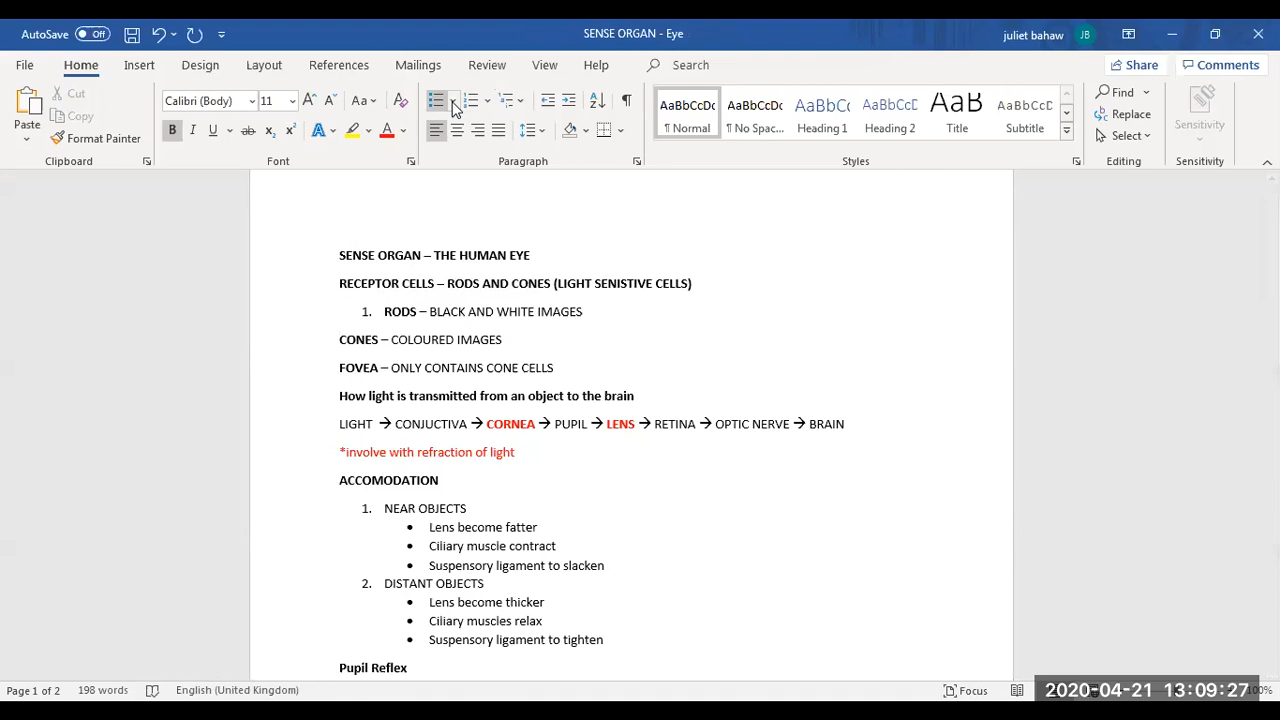 AutoSave Off SENSE ORGAN - Eye juliet bahaw JB
File Home Insert Design Layout References Mailings Review View Help Search Share Comments
Paste Cut Copy Format Painter Clipboard
Calibri (Body) 11 Aa B I U ab x₂ x² A A Font
Paragraph
AaBbCcDc ¶ Normal AaBbCcDc ¶ No Spac... AaBbCc Heading 1 AaBbCcD Heading 2 AaB Title AaBbCcD Subtitle Styles
Find Replace Select Editing
Sensitivity Sensitivity
SENSE ORGAN – THE HUMAN EYE
RECEPTOR CELLS – RODS AND CONES (LIGHT SENISTIVE CELLS)
1. RODS – BLACK AND WHITE IMAGES
CONES – COLOURED IMAGES
FOVEA – ONLY CONTAINS CONE CELLS
How light is transmitted from an object to the brain
LIGHT → CONJUCTIVA → CORNEA → PUPIL → LENS → RETINA → OPTIC NERVE → BRAIN
*involve with refraction of light
ACCOMODATION
1. NEAR OBJECTS
• Lens become fatter
• Ciliary muscle contract
• Suspensory ligament to slacken
2. DISTANT OBJECTS
• Lens become thicker
• Ciliary muscles relax
• Suspensory ligament to tighten
Pupil Reflex
Page 1 of 2 198 words English (United Kingdom) Focus 100%
2020-04-21 13:09:27